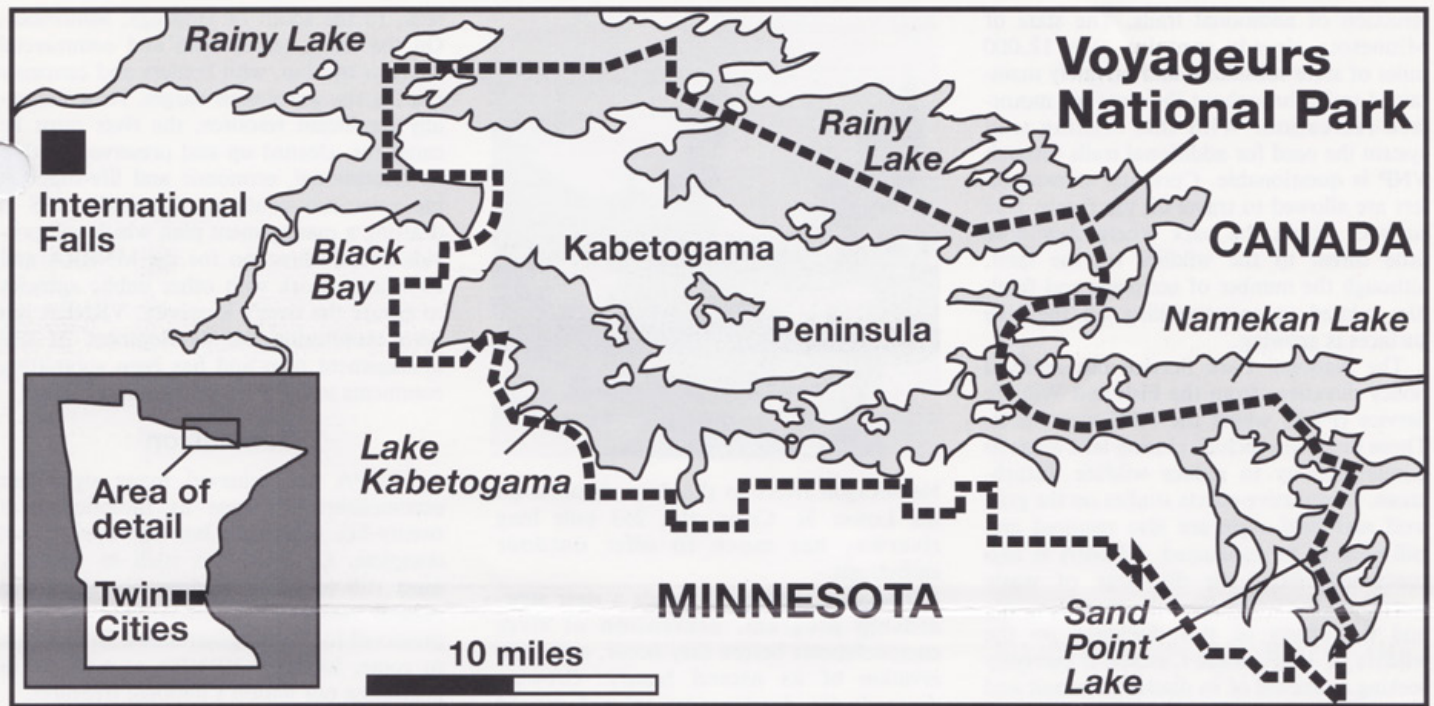 Rainy Lake
Voyageurs
National Park
Rainy
Lake
International
Falls
CANADA
Black
Bay
Kabetogama
Peninsula
Namekan Lake
Lake
Kabetogama
Area of
detail
Twin
Cities
MINNESOTA
Sand
Point
Lake
10 miles